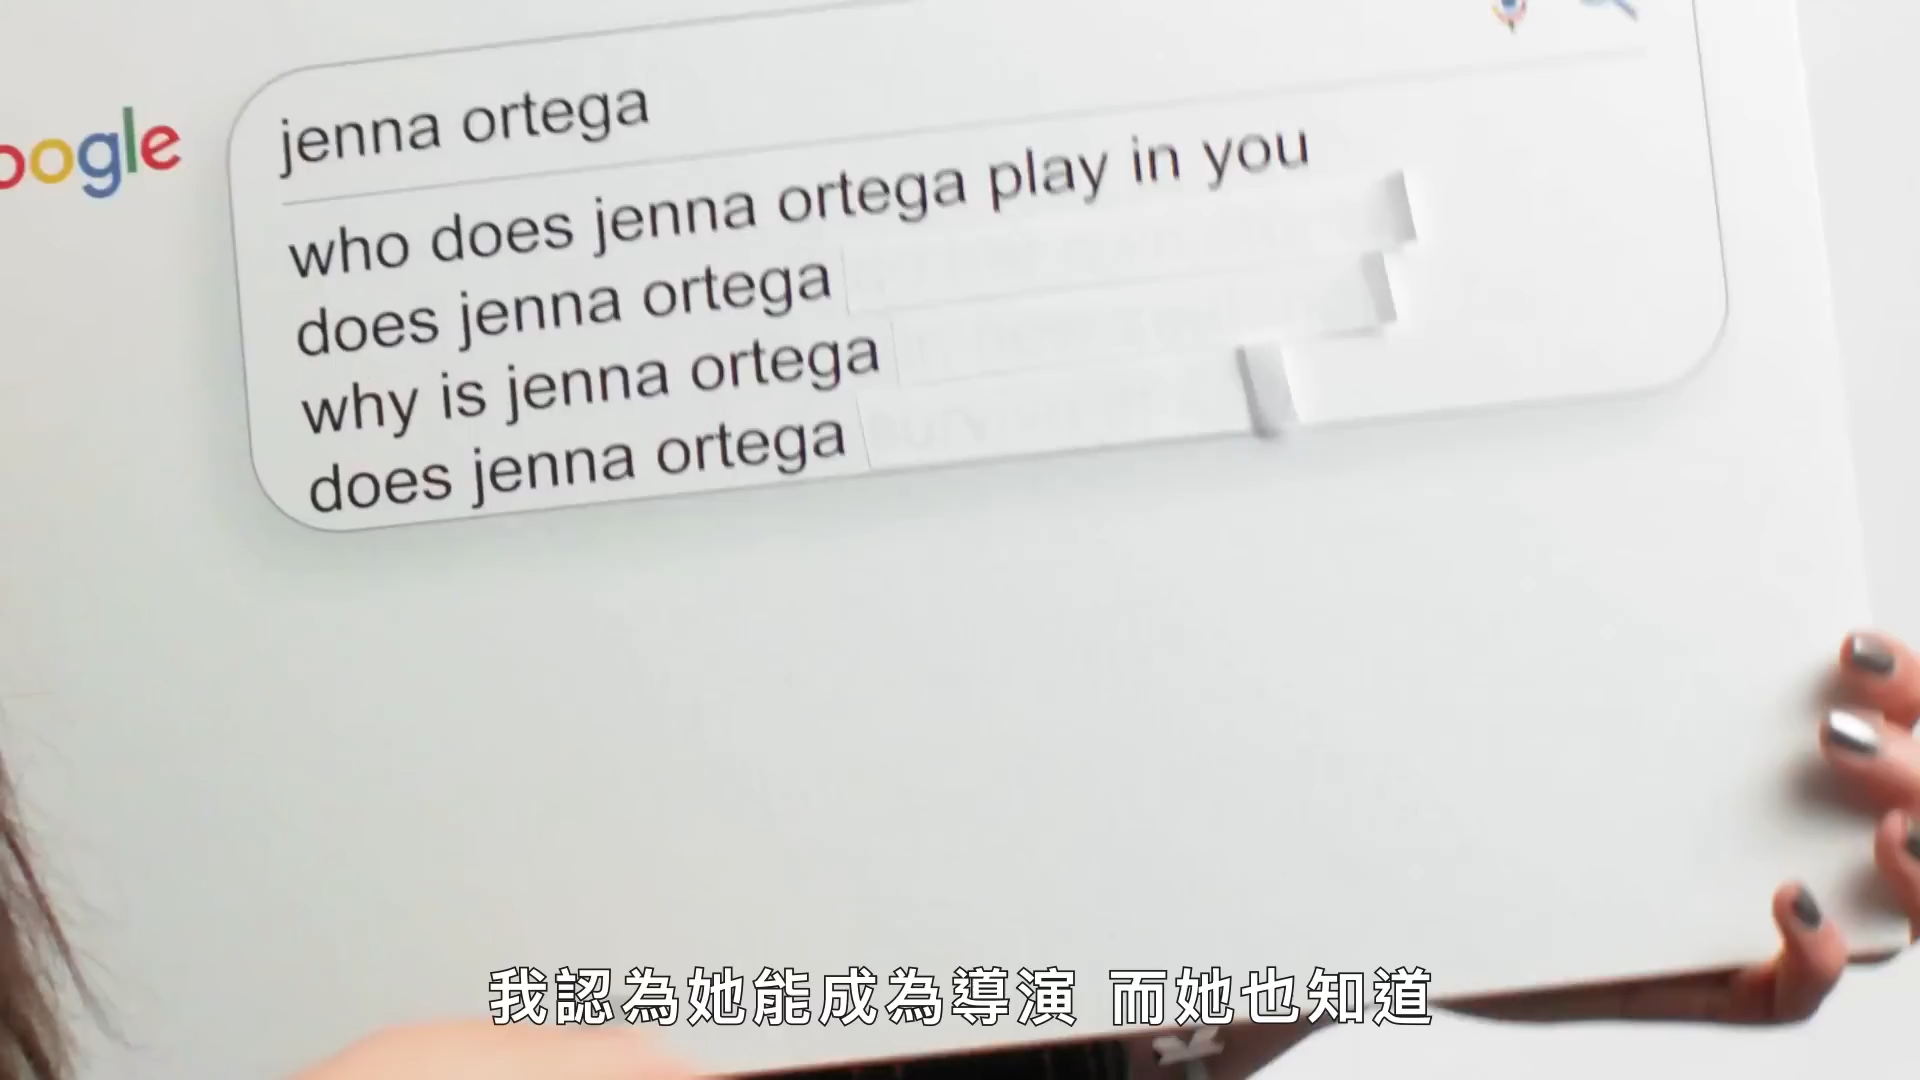 oogle
jenna ortega
who does jenna ortega play in you
does jenna ortega
why is jenna ortega
does jenna ortega
我認為她能成為導演 而她也知道